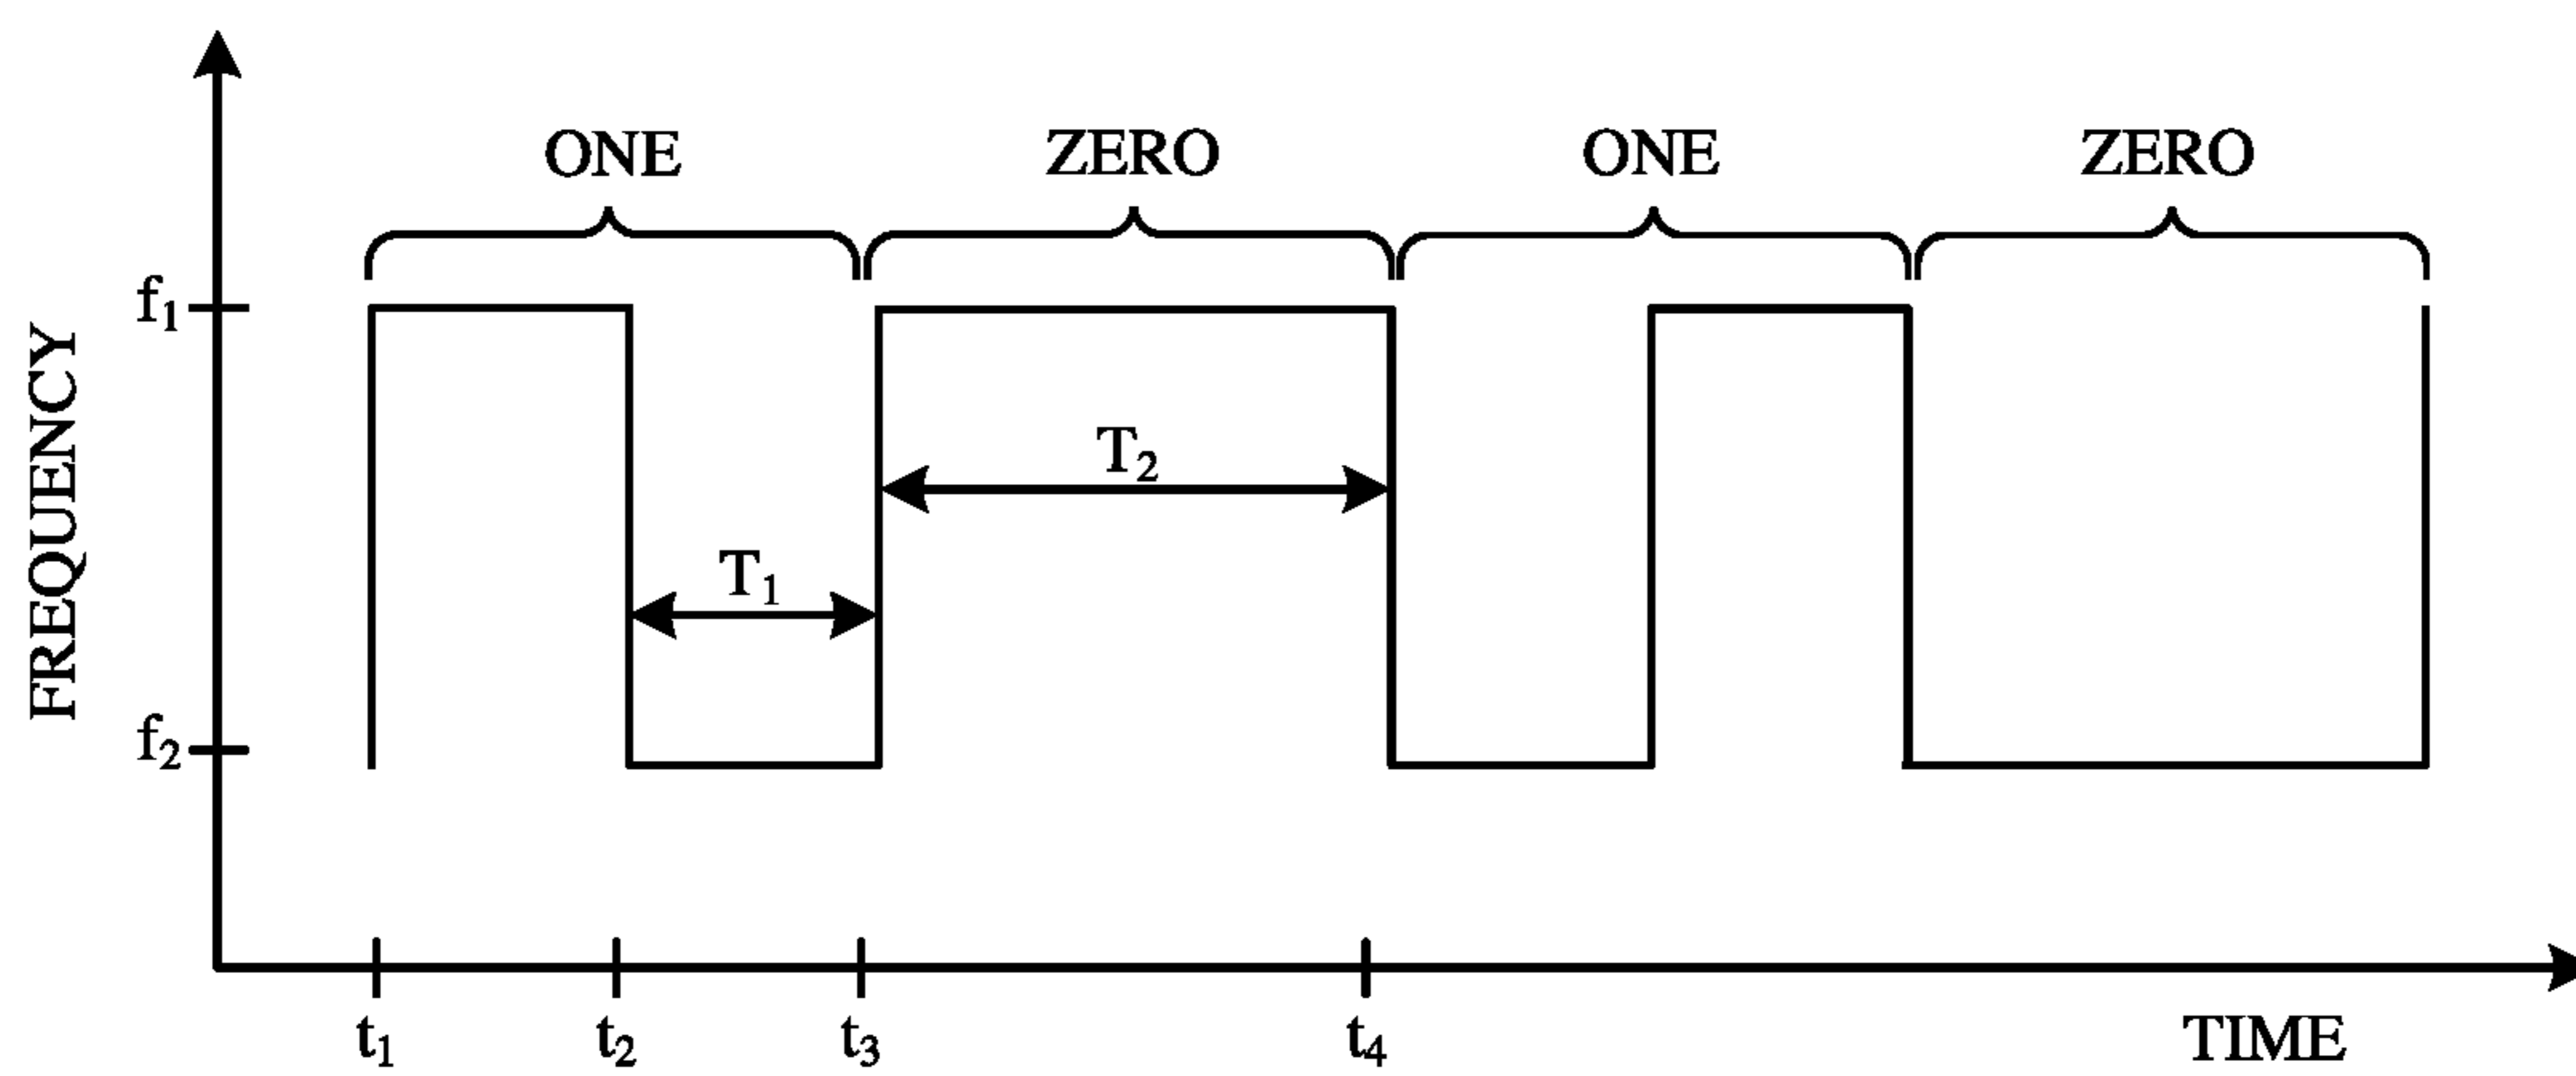 ONE ZERO ONE ZERO
f₁
FREQUENCY
T₂
T₁
f₂
t₁ t₂ t₃ t₄ TIME